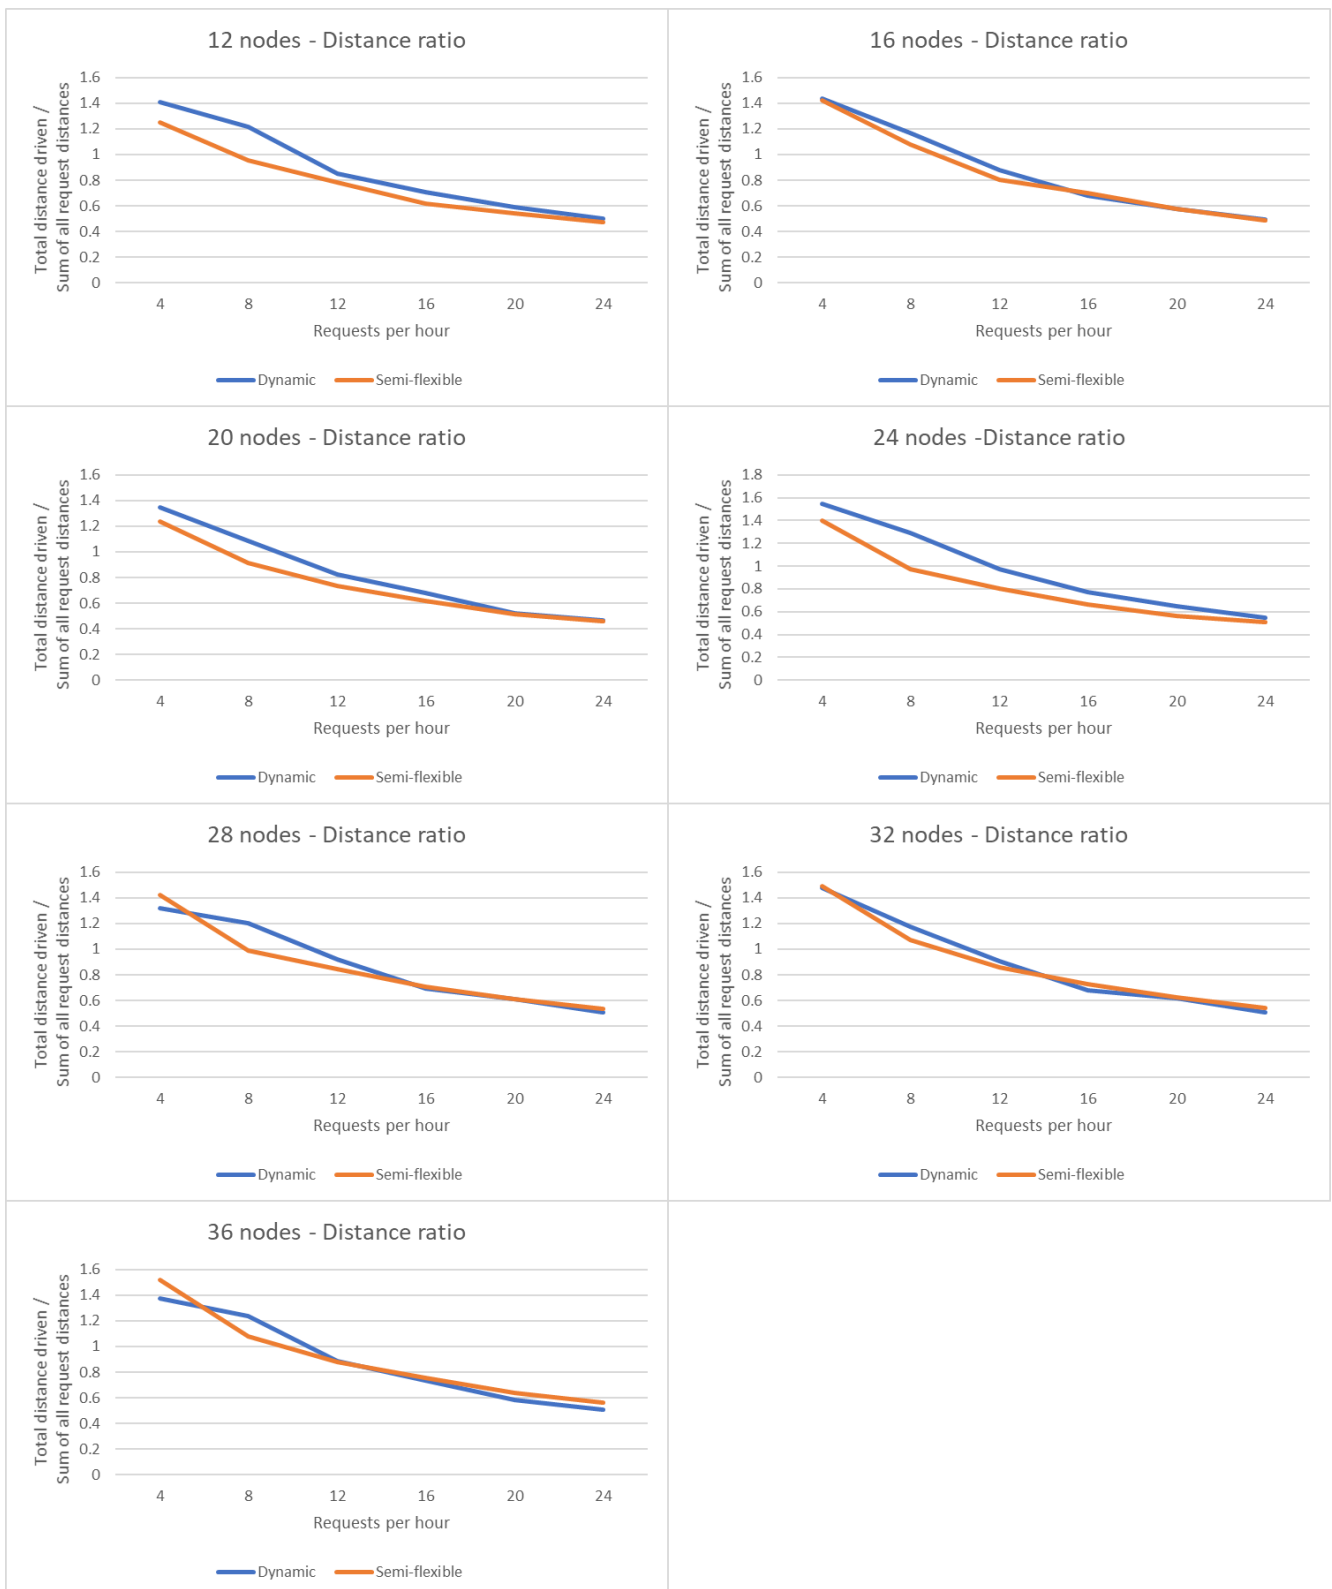 12 nodes - Distance ratio
Total distance driven /
Sum of all request distances
1.6
1.4
1.2
1
0.8
0.6
0.4
0.2
0
4 8 12 16 20 24
Requests per hour
Dynamic Semi-flexible
16 nodes - Distance ratio
Total distance driven /
Sum of all request distances
1.6
1.4
1.2
1
0.8
0.6
0.4
0.2
0
4 8 12 16 20 24
Requests per hour
Dynamic Semi-flexible
20 nodes - Distance ratio
Total distance driven /
Sum of all request distances
1.6
1.4
1.2
1
0.8
0.6
0.4
0.2
0
4 8 12 16 20 24
Requests per hour
Dynamic Semi-flexible
24 nodes -Distance ratio
Total distance driven /
Sum of all request distances
1.8
1.6
1.4
1.2
1
0.8
0.6
0.4
0.2
0
4 8 12 16 20 24
Requests per hour
Dynamic Semi-flexible
28 nodes - Distance ratio
Total distance driven /
Sum of all request distances
1.6
1.4
1.2
1
0.8
0.6
0.4
0.2
0
4 8 12 16 20 24
Requests per hour
Dynamic Semi-flexible
32 nodes - Distance ratio
Total distance driven /
Sum of all request distances
1.6
1.4
1.2
1
0.8
0.6
0.4
0.2
0
4 8 12 16 20 24
Requests per hour
Dynamic Semi-flexible
36 nodes - Distance ratio
Total distance driven /
Sum of all request distances
1.6
1.4
1.2
1
0.8
0.6
0.4
0.2
0
4 8 12 16 20 24
Requests per hour
Dynamic Semi-flexible